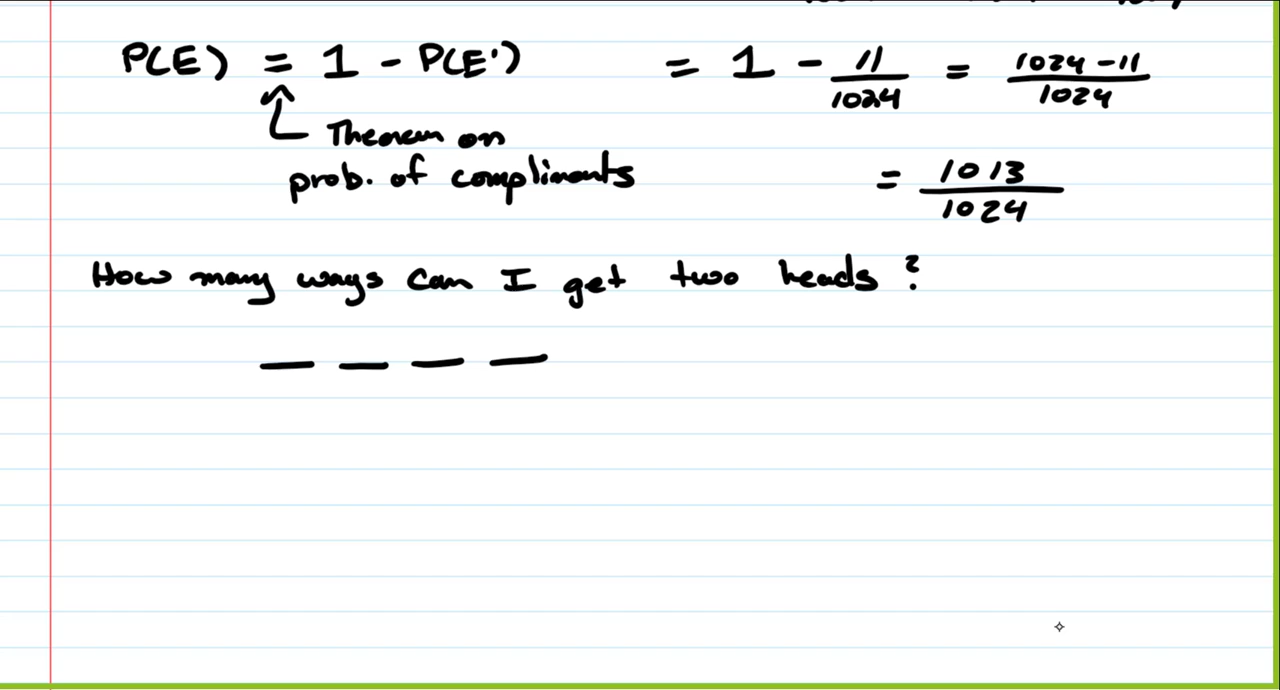 P(E) = 1 - P(E') = 1 - 11/1024 = 1024-11/1024
Theorem on
prob. of compliments
= 1013/1024
How many ways can I get two heads ?